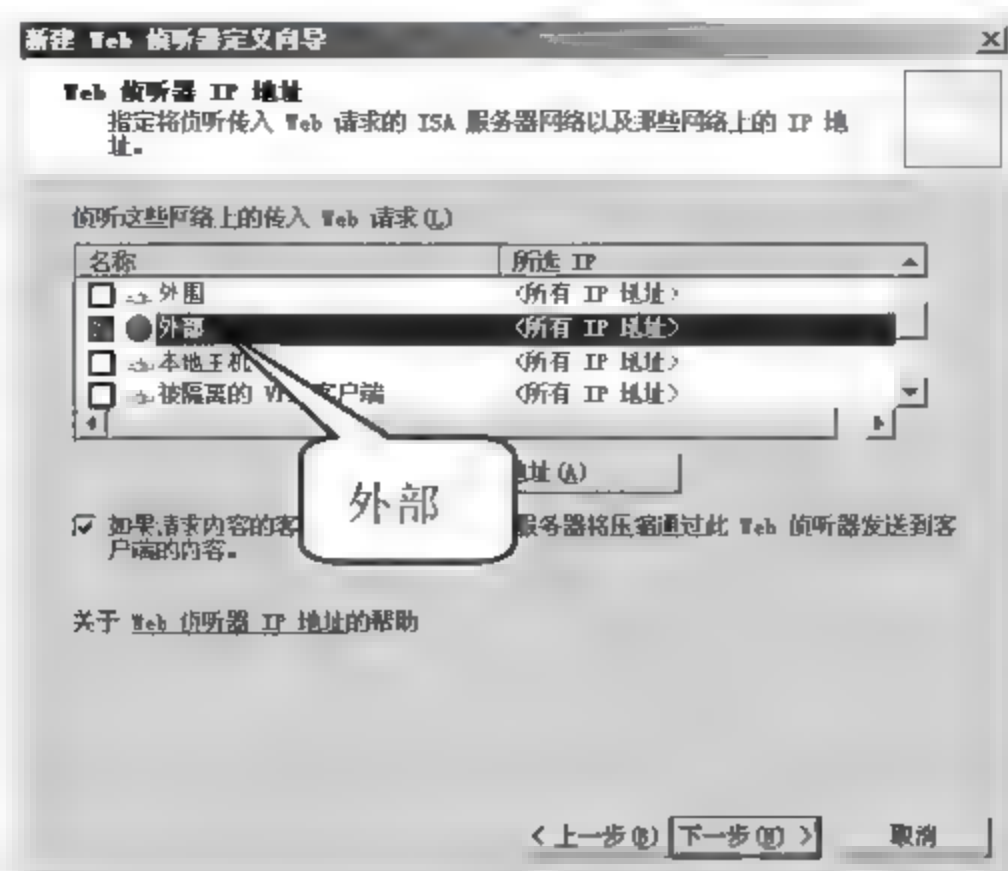 新建 Web 侦听器定义向导
Web 侦听器 IP 地址
指定将侦听传入 Web 请求的 ISA 服务器网络以及那些网络上的 IP 地
址。
侦听这些网络上的传入 Web 请求(L)
名称 所选 IP
外围 <所有 IP 地址>
外部 <所有 IP 地址>
本地主机 <所有 IP 地址>
被隔离的 客户端 <所有 IP 地址>
外部
址(A)
如果请求内容的客 服务器将压缩通过此 Web 侦听器发送到客
户端的内容。
关于 Web 侦听器 IP 地址的帮助
< 上一步(B) 下一步(N) > 取消